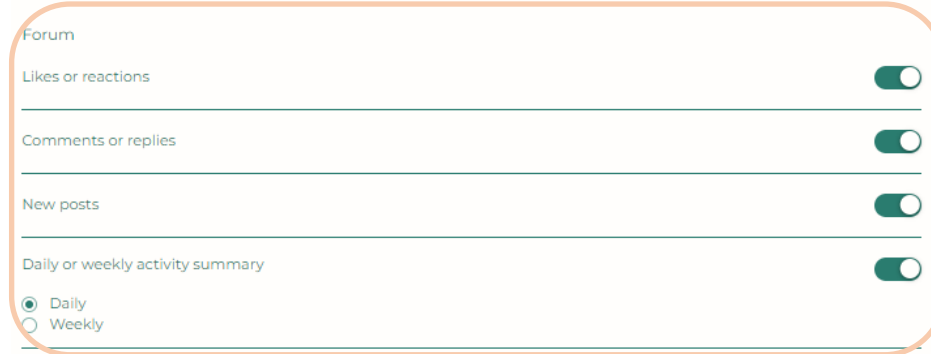 Forum
Likes or reactions
Comments or replies
New posts
Daily or weekly activity summary
Daily
Weekly